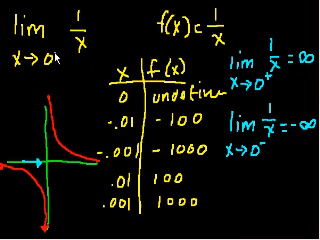 lim 1/x
x→0
f(x) = 1/x
x f(x)
0 undefine
-.01 -100
-.001 -1000
.01 100
.001 1000
lim 1/x = ∞
x→0⁺
lim 1/x = -∞
x→0⁻